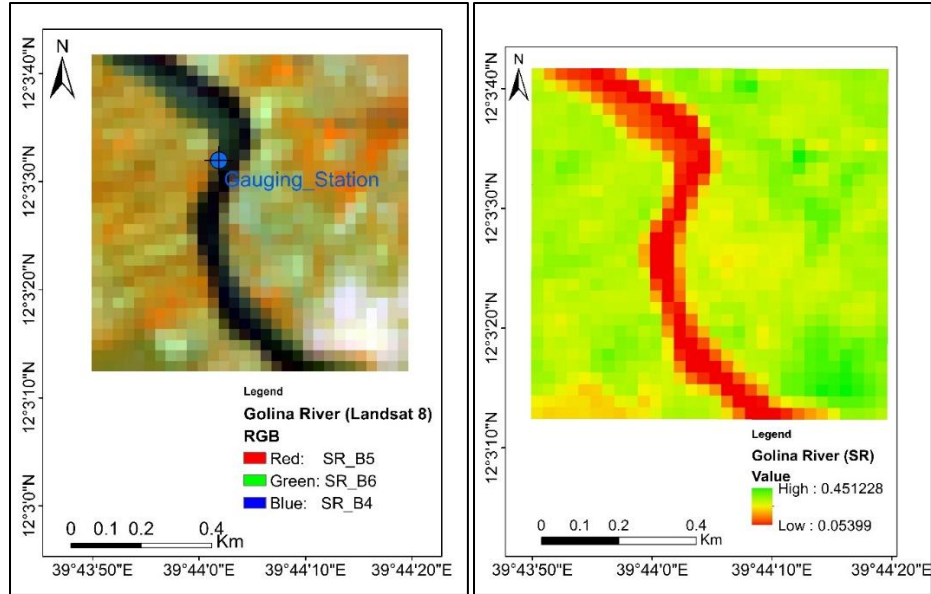 N
12°3'40"N
12°3'30"N
12°3'20"N
12°3'10"N
12°3'0"N
Gauging_Station
Legend
Golina River (Landsat 8)
RGB
Red: SR_B5
Green: SR_B6
Blue: SR_B4
0 0.1 0.2 0.4
Km
39°43'50"E 39°44'0"E 39°44'10"E 39°44'20"E
N
12°3'40"N
12°3'30"N
12°3'20"N
12°3'10"N
Legend
Golina River (SR)
Value
High : 0.451228
Low : 0.05399
0 0.1 0.2 0.4
Km
39°43'50"E 39°44'0"E 39°44'10"E 39°44'20"E